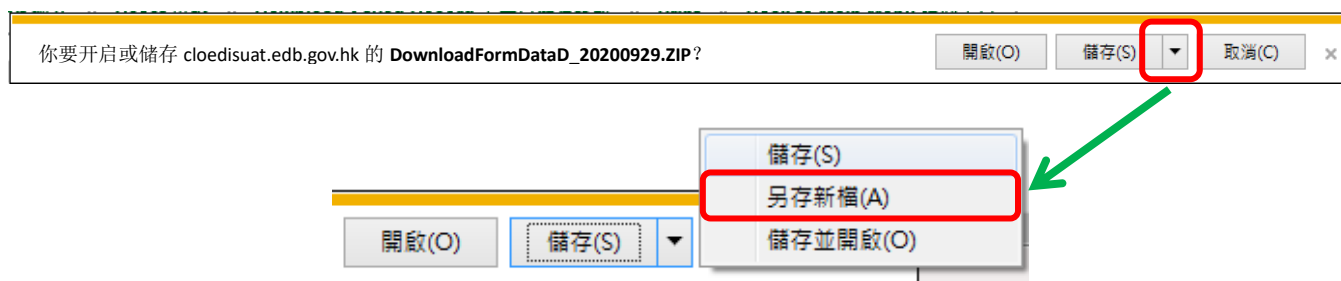 你要开启或储存 cloedisuat.edb.gov.hk 的 DownloadFormDataD_20200929.ZIP？ 開啟(O) 儲存(S) 取消(C) ×
儲存(S)
另存新檔(A)
開啟(O) 儲存(S) 儲存並開啟(O)